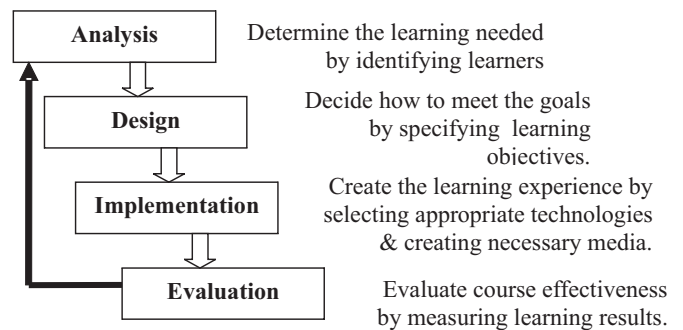 Analysis
Determine the learning needed
by identifying learners
Design
Decide how to meet the goals
by specifying learning
objectives.
Implementation
Create the learning experience by
selecting appropriate technologies
& creating necessary media.
Evaluation
Evaluate course effectiveness
by measuring learning results.